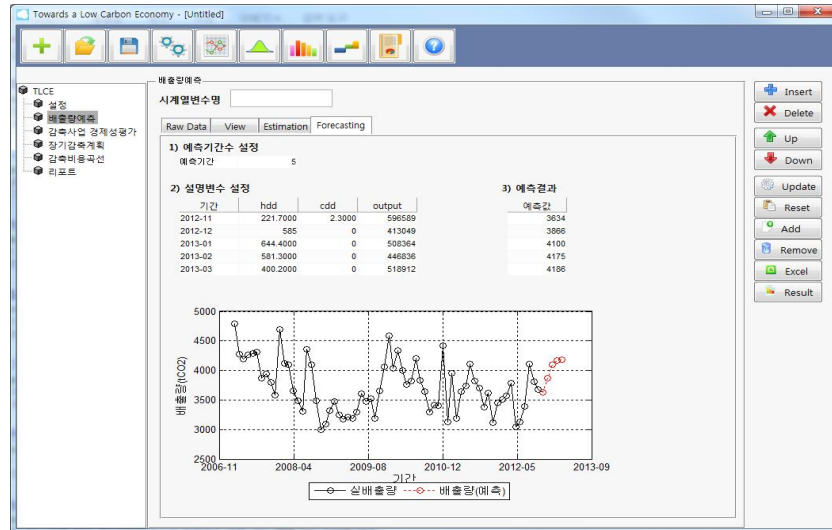 Towards a Low Carbon Economy - [Untitled]
TLCE
설정
배출량예측
감축사업 경제성평가
장기감축계획
감축비용곡선
리포트
배출량예측
시계열변수명
Raw Data View Estimation Forecasting
1) 예측기간수 설정
예측기간 5
2) 설명변수 설정
기간 hdd cdd output
2012-11 221.7000 2.3000 596589
2012-12 585 0 413049
2013-01 644.4000 0 508364
2013-02 581.3000 0 446836
2013-03 400.2000 0 518912
3) 예측결과
예측값
3634
3866
4100
4175
4186
5000
4500
4000
3500
3000
2500
배출량(tCO2)
2006-11 2008-04 2009-08 2010-12 2012-05 2013-09
기간
실배출량 배출량(예측)
Insert
Delete
Up
Down
Update
Reset
Add
Remove
Excel
Result